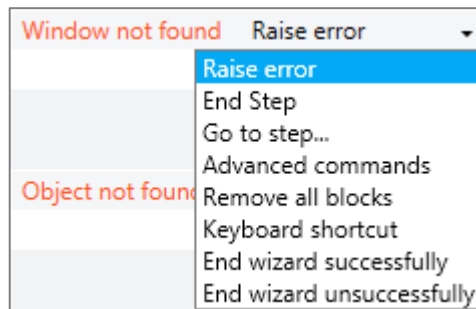 Window not found Raise error
Raise error
End Step
Go to step...
Advanced commands
Object not found
Remove all blocks
Keyboard shortcut
End wizard successfully
End wizard unsuccessfully